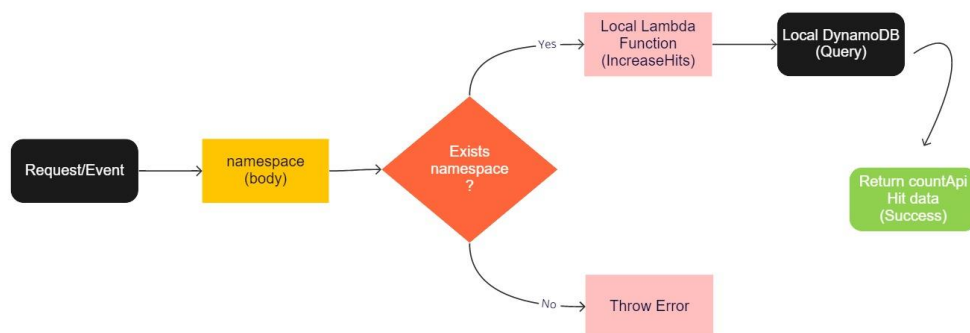 Request/Event
namespace
(body)
Exists
namespace
?
Yes
Local Lambda
Function
(IncreaseHits)
Local DynamoDB
(Query)
Return countApi
Hit data
(Success)
No
Throw Error